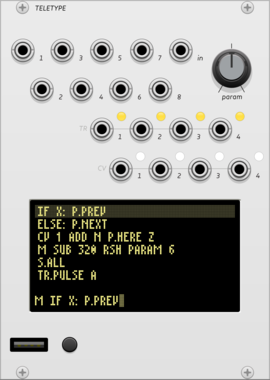 TELETYPE
1 3 5 7 in
2 4 6 8 param
TR 1 2 3 4
CV 1 2 3 4
IF X: P.PREV
ELSE: P.NEXT
CV 1 ADD N P.HERE Z
M SUB 320 RSH PARAM 6
S.ALL
TR.PULSE A
M IF X: P.PREV